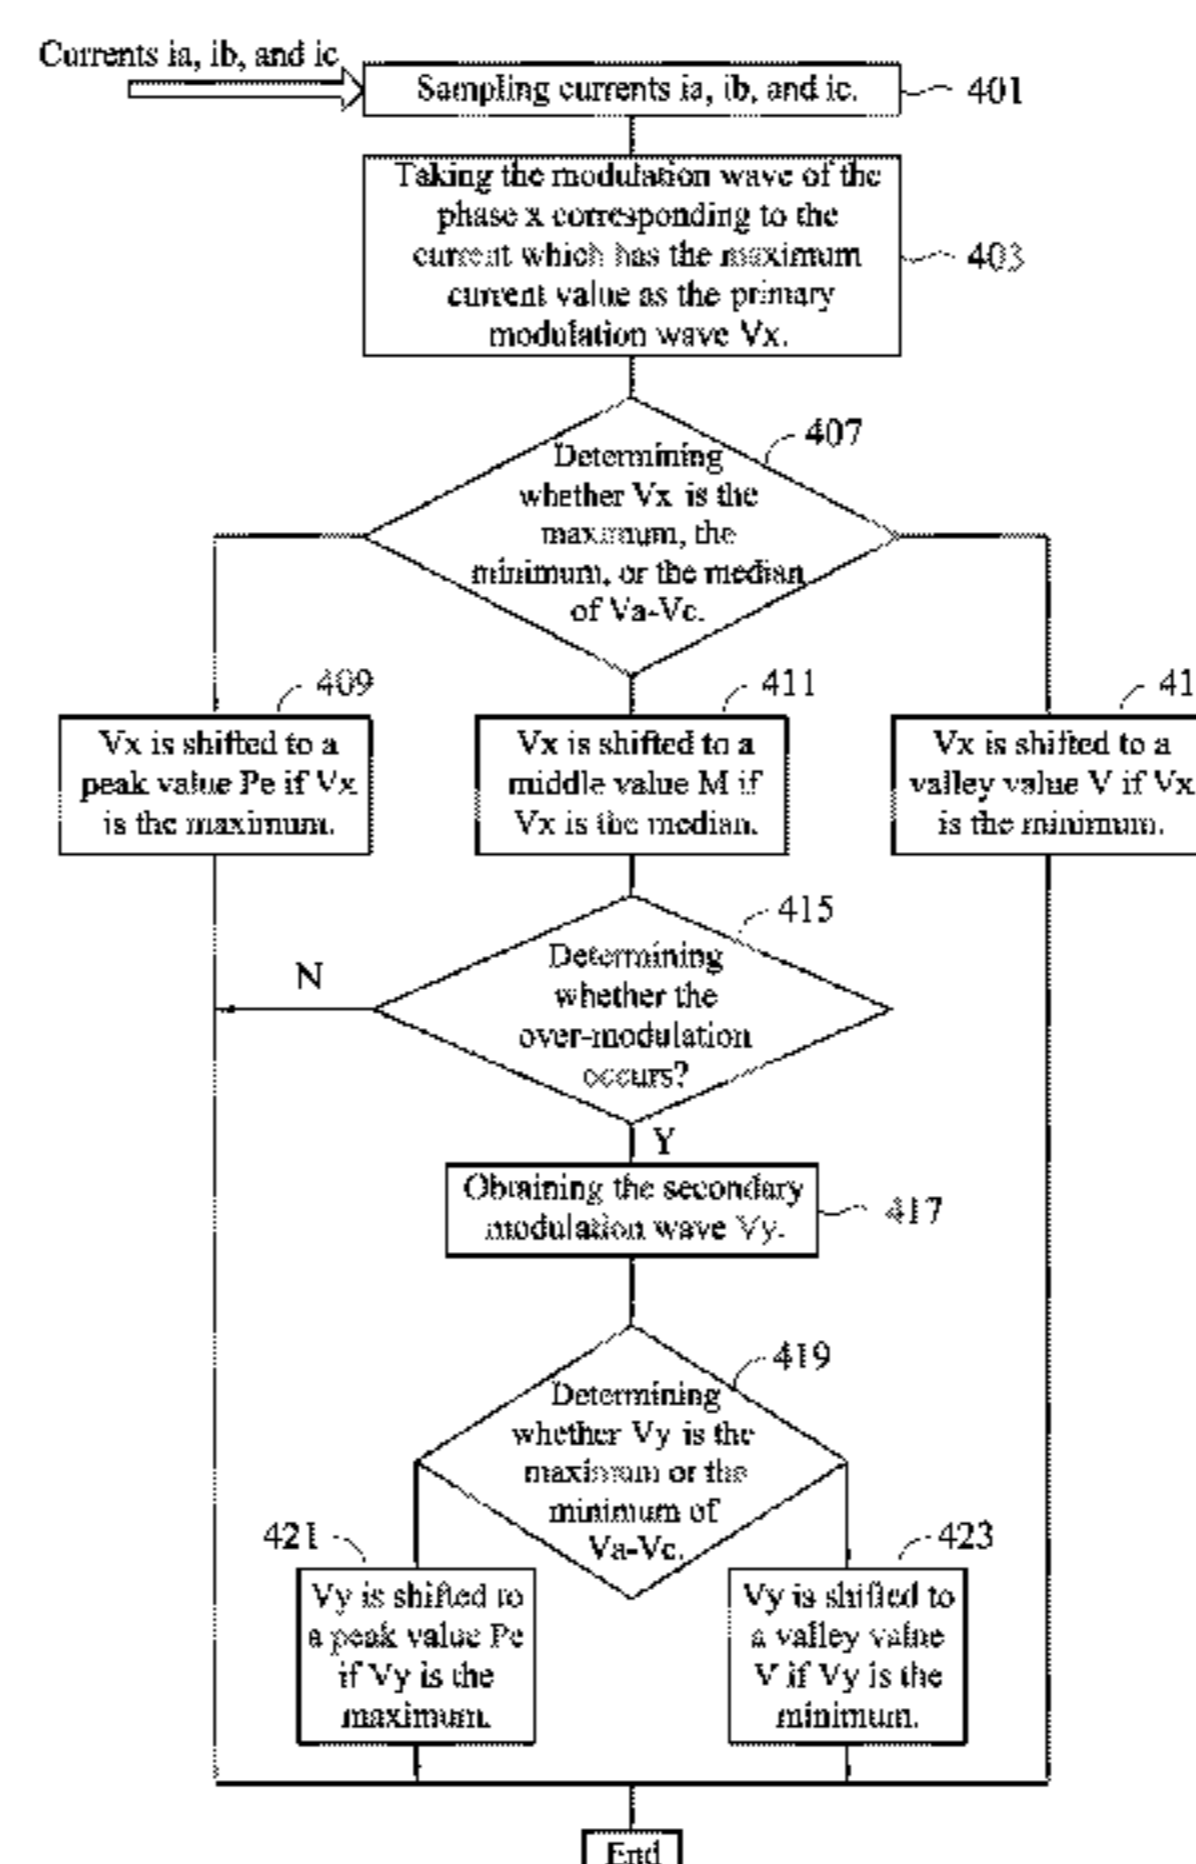 Currents ia, ib, and ic
Sampling currents ia, ib, and ic.
401
Taking the modulation wave of the
phase x corresponding to the
current which has the maximum
current value as the primary
modulation wave Vx.
403
407
Determining
whether Vx is the
maximum, the
minimum, or the median
of Va-Vc.
409
Vx is shifted to a
peak value Pe if Vx
is the maximum.
411
Vx is shifted to a
middle value M if
Vx is the median.
41
Vx is shifted to a
valley value V if Vx
is the minimum.
415
Determining
whether the
over-modulation
occurs?
N
Y
Obtaining the secondary
modulation wave Vy.
417
419
Determining
whether Vy is the
maximum or the
minimum of
Va-Vc.
421
Vy is shifted to
a peak value Pe
if Vy is the
maximum.
423
Vy is shifted to
a valley value
V if Vy is the
minimum.
End